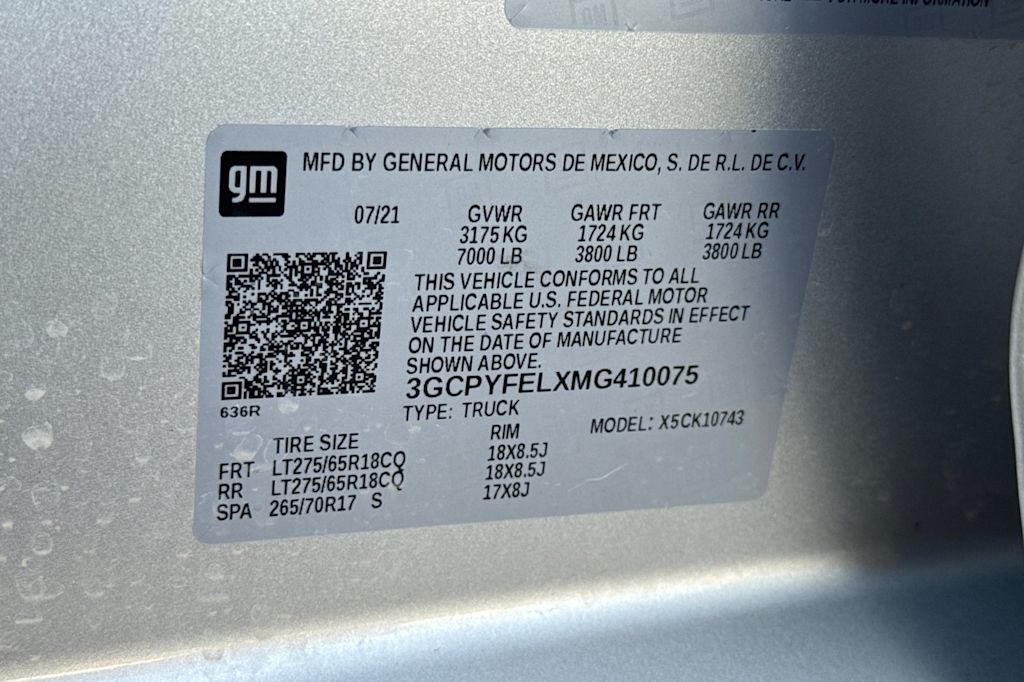 FOR MORE INFORMATION
gm
MFD BY GENERAL MOTORS DE MEXICO, S. DE R.L. DE C.V.
07/21 GVWR GAWR FRT GAWR RR
3175 KG 1724 KG 1724 KG
7000 LB 3800 LB 3800 LB
THIS VEHICLE CONFORMS TO ALL
APPLICABLE U.S. FEDERAL MOTOR
VEHICLE SAFETY STANDARDS IN EFFECT
ON THE DATE OF MANUFACTURE
SHOWN ABOVE.
3GCPYFELXMG410075
636R
TYPE: TRUCK MODEL: X5CK10743
TIRE SIZE RIM
FRT LT275/65R18CQ 18X8.5J
RR LT275/65R18CQ 18X8.5J
SPA 265/70R17 S 17X8J